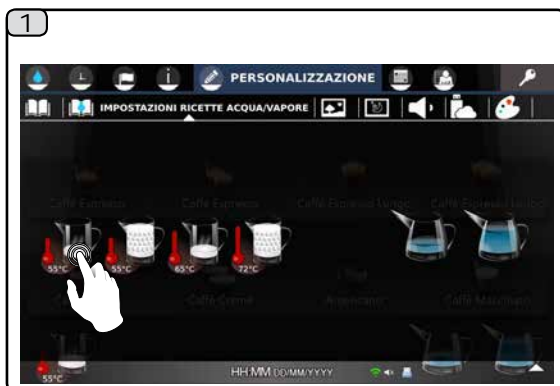 1
PERSONALIZZAZIONE
IMPOSTAZIONI RICETTE ACQUA/VAPORE
Caffè Espresso Caffè Espresso Caffè Espresso Lungo Caffè Espresso Lungo
55°C 55°C 65°C 72°C
Caffè Creme Americano Caffè Macchiato
55°C HH:MM DD/MM/YYYY